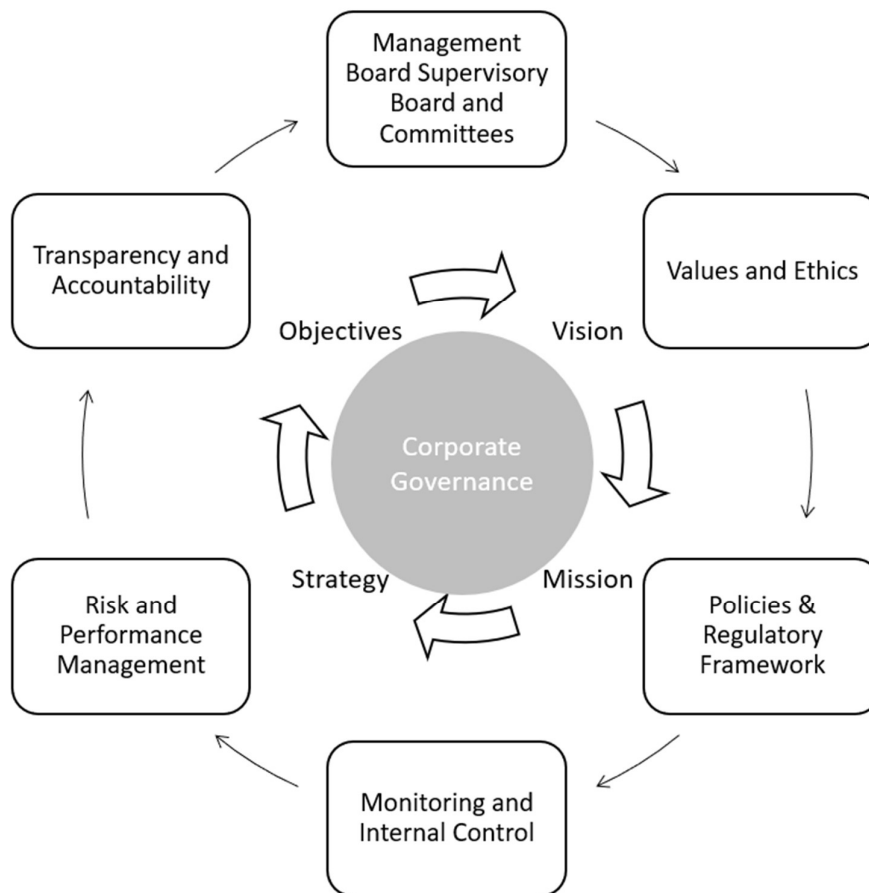 Management
Board Supervisory
Board and
Committees
Transparency and
Accountability
Values and Ethics
Objectives
Vision
Corporate
Governance
Strategy
Mission
Risk and
Performance
Management
Policies &
Regulatory
Framework
Monitoring and
Internal Control